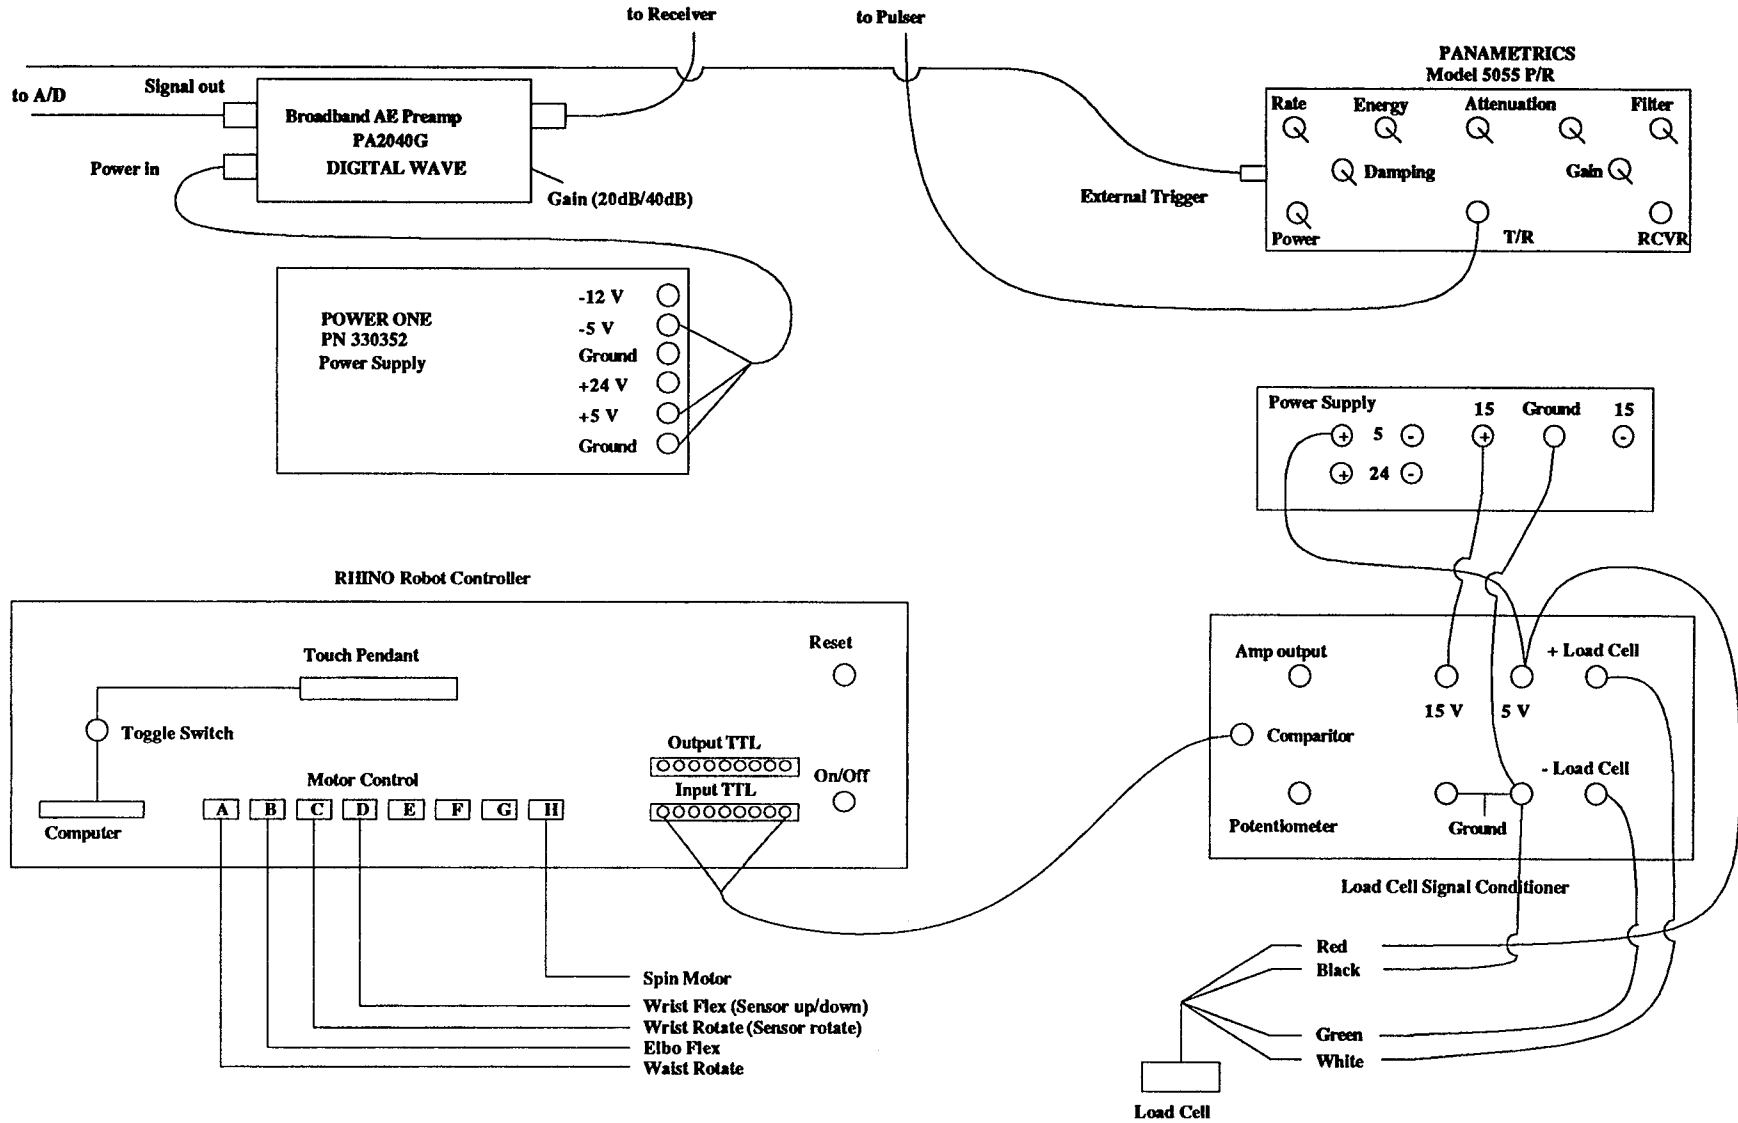 to Receiver
to Pulser
PANAMETRICS
Model 5055 P/R
to A/D
Signal out
Broadband AE Preamp
PA2040G
DIGITAL WAVE
Power in
Gain (20dB/40dB)
Rate
Energy
Attenuation
Filter
Damping
Gain
External Trigger
Power
T/R
RCVR
POWER ONE
PN 330352
Power Supply
-12 V
-5 V
Ground
+24 V
+5 V
Ground
Power Supply
15
Ground
15
+ 5 -
+
-
+ 24 -
RHINO Robot Controller
Touch Pendant
Reset
Toggle Switch
Output TTL
Motor Control
Input TTL
On/Off
A B C D E F G H
Computer
Amp output
+ Load Cell
15 V
5 V
Comparitor
- Load Cell
Potentiometer
Ground
Load Cell Signal Conditioner
Spin Motor
Wrist Flex (Sensor up/down)
Wrist Rotate (Sensor rotate)
Elbo Flex
Waist Rotate
Red
Black
Green
White
Load Cell